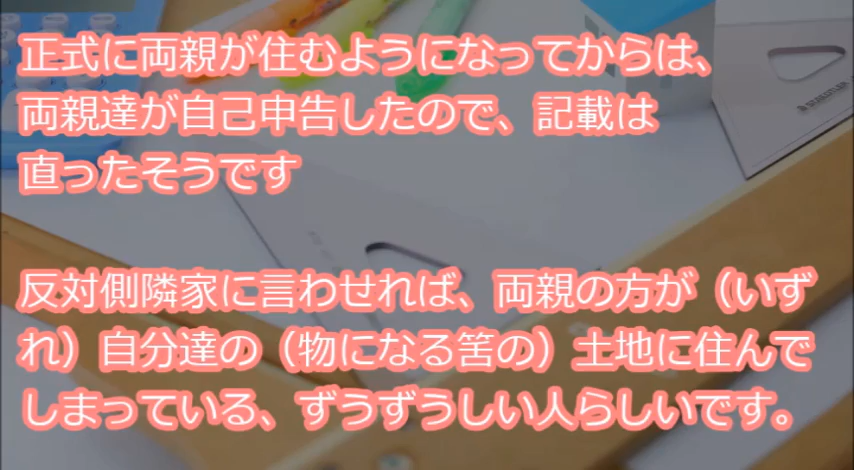 正式に両親が住むようになってからは、
両親達が自己申告したので、記載は
直ったそうです
反対側隣家に言わせれば、両親の方が（いず
れ）自分達の（物になる筈の）土地に住んで
しまっている、ずうずうしい人らしいです。